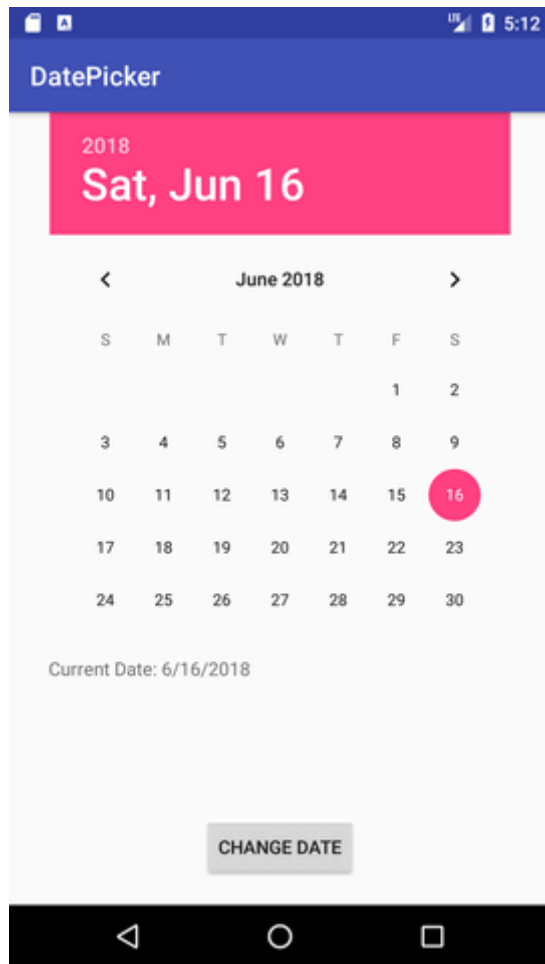 LTE 5:12
DatePicker
2018
Sat, Jun 16
June 2018
S M T W T F S
1 2
3 4 5 6 7 8 9
10 11 12 13 14 15 16
17 18 19 20 21 22 23
24 25 26 27 28 29 30
Current Date: 6/16/2018
CHANGE DATE